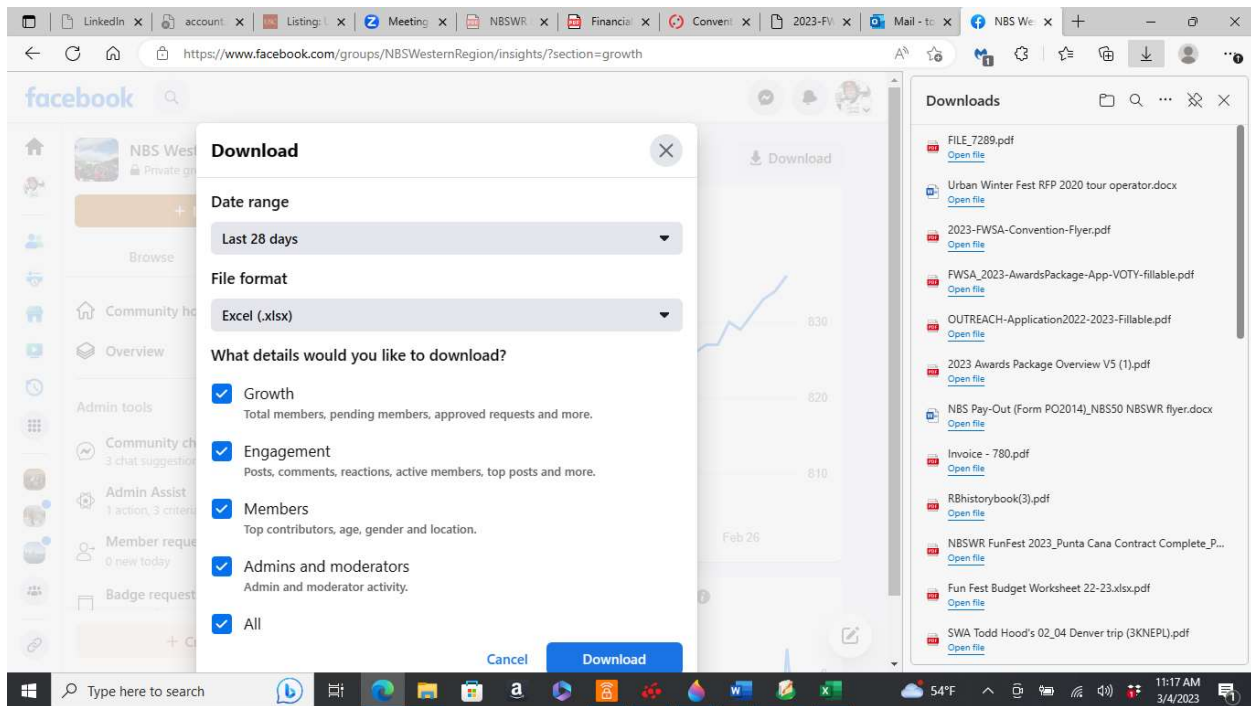 LinkedIn
account
Listing: L
Meeting
NBSWR
Financial
Convent
2023-FW
Mail - to
NBS We
https://www.facebook.com/groups/NBSWesternRegion/insights/?section=growth
1
facebook
NBS West
Private gr
Browse
Community ho
Overview
Admin tools
Community ch
3 chat suggestion
Admin Assist
1 action, 3 criteri
Member reque
0 new today
Badge request
Download
830
820
810
Feb 26
Download
Date range
Last 28 days
File format
Excel (.xlsx)
What details would you like to download?
Growth
Total members, pending members, approved requests and more.
Engagement
Posts, comments, reactions, active members, top posts and more.
Members
Top contributors, age, gender and location.
Admins and moderators
Admin and moderator activity.
All
Cancel
Download
Downloads
FILE_7289.pdf
Open file
Urban Winter Fest RFP 2020 tour operator.docx
Open file
2023-FWSA-Convention-Flyer.pdf
Open file
FWSA_2023-AwardsPackage-App-VOTY-fillable.pdf
Open file
OUTREACH-Application2022-2023-Fillable.pdf
Open file
2023 Awards Package Overview V5 (1).pdf
Open file
NBS Pay-Out (Form PO2014)_NBS50 NBSWR flyer.docx
Open file
Invoice - 780.pdf
Open file
RBhistorybook(3).pdf
Open file
NBSWR FunFest 2023_Punta Cana Contract Complete_P...
Open file
Fun Fest Budget Worksheet 22-23.xlsx.pdf
Open file
SWA Todd Hood's 02_04 Denver trip (3KNEPL).pdf
Open file
Type here to search
54°F
11:17 AM
3/4/2023